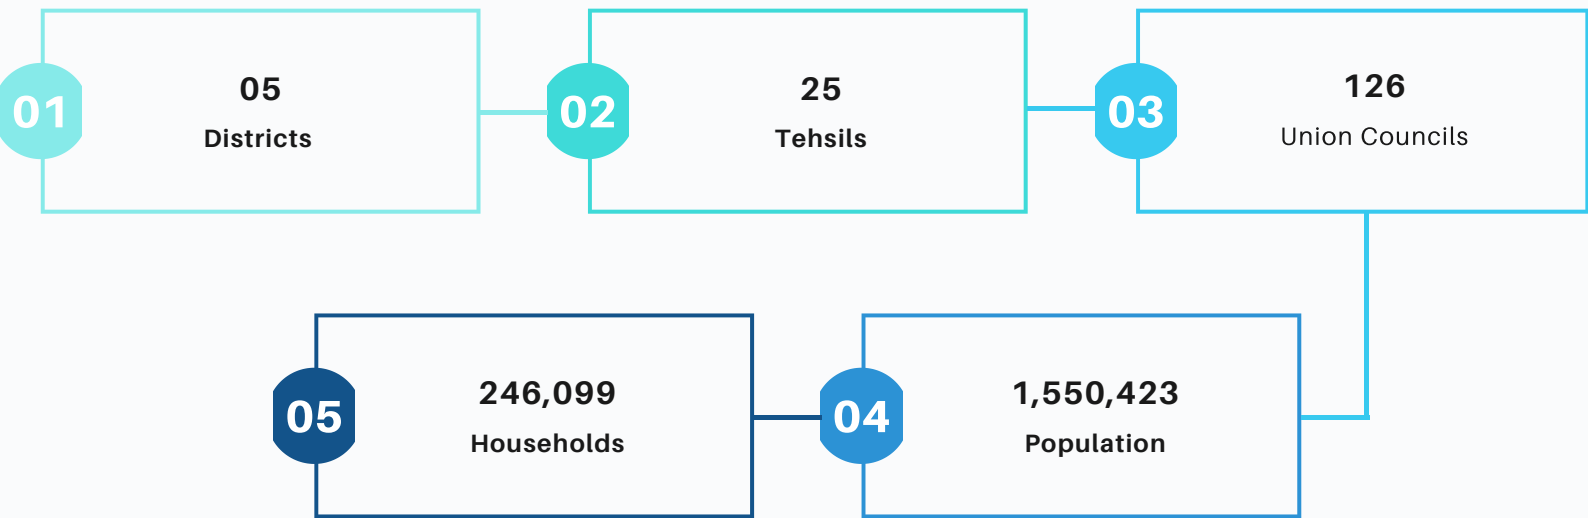 01
05
Districts
02
25
Tehsils
03
126
Union Councils
04
1,550,423
Population
05
246,099
Households